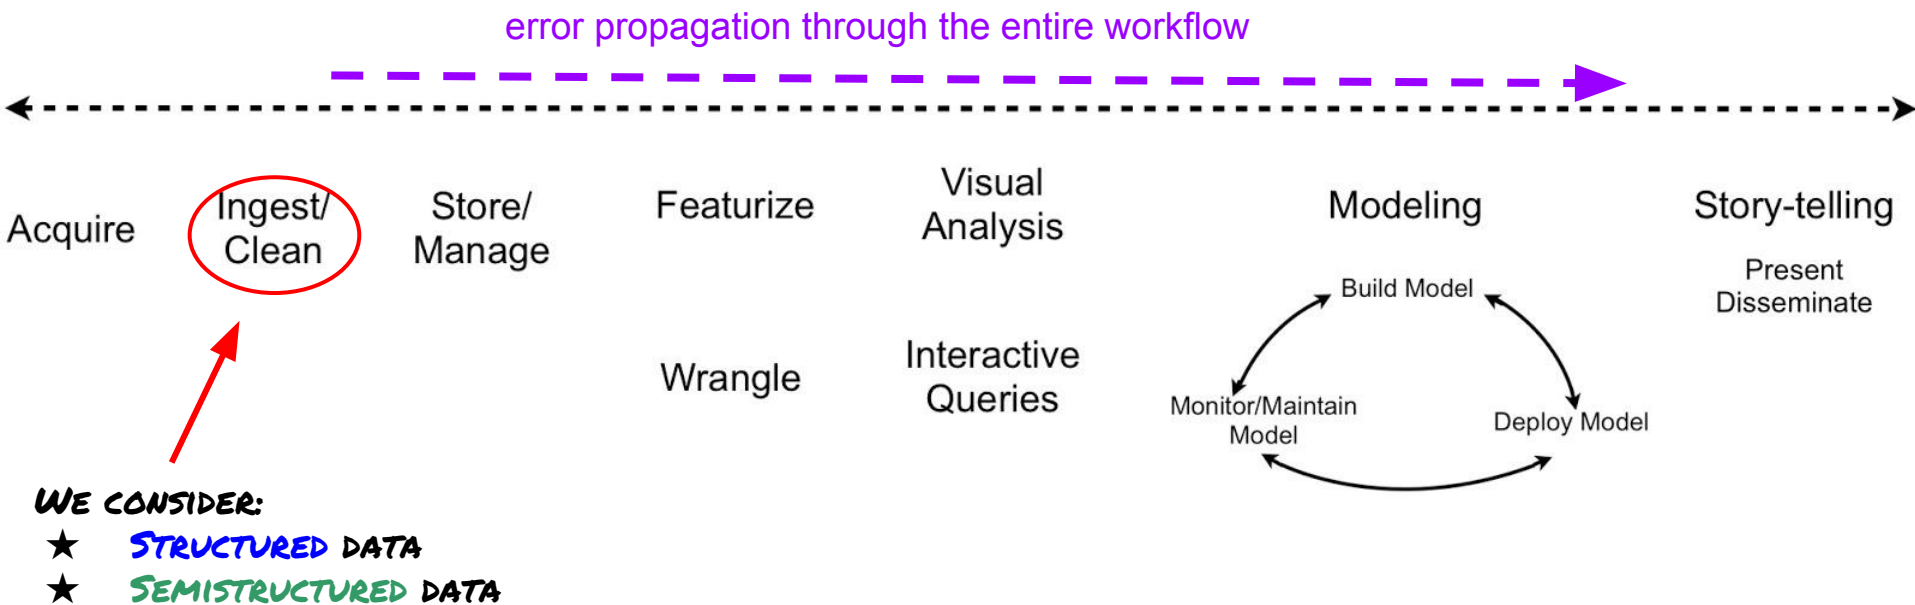 error propagation through the entire workflow
Acquire
Ingest/
Clean
Store/
Manage
Featurize
Wrangle
Visual
Analysis
Interactive
Queries
Modeling
Build Model
Monitor/Maintain
Model
Deploy Model
Story-telling
Present
Disseminate
WE CONSIDER:
★ STRUCTURED DATA
★ SEMISTRUCTURED DATA